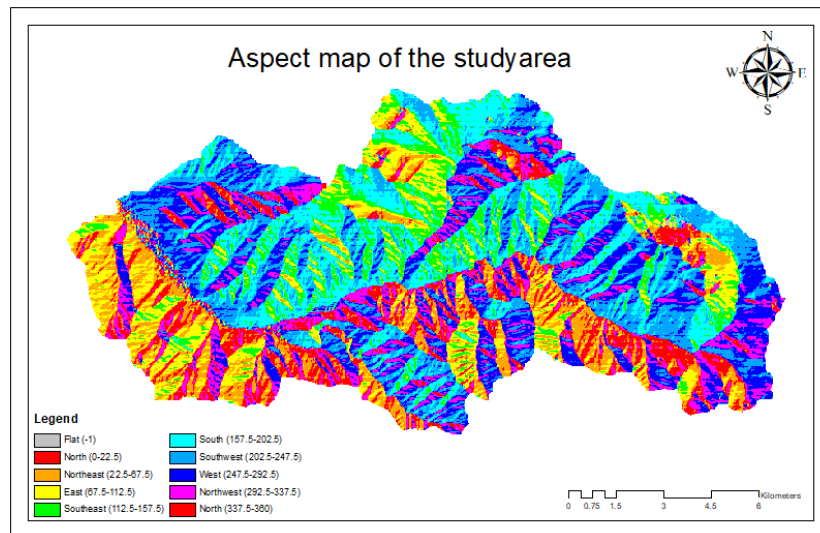 Aspect map of the studyarea
N
W E
S
Legend
Flat (-1)
North (0-22.5)
Northeast (22.5-67.5)
East (67.5-112.5)
Southeast (112.5-157.5)
South (157.5-202.5)
Southwest (202.5-247.5)
West (247.5-292.5)
Northwest (292.5-337.5)
North (337.5-360)
Kilometers
0 0.75 1.5 3 4.5 6